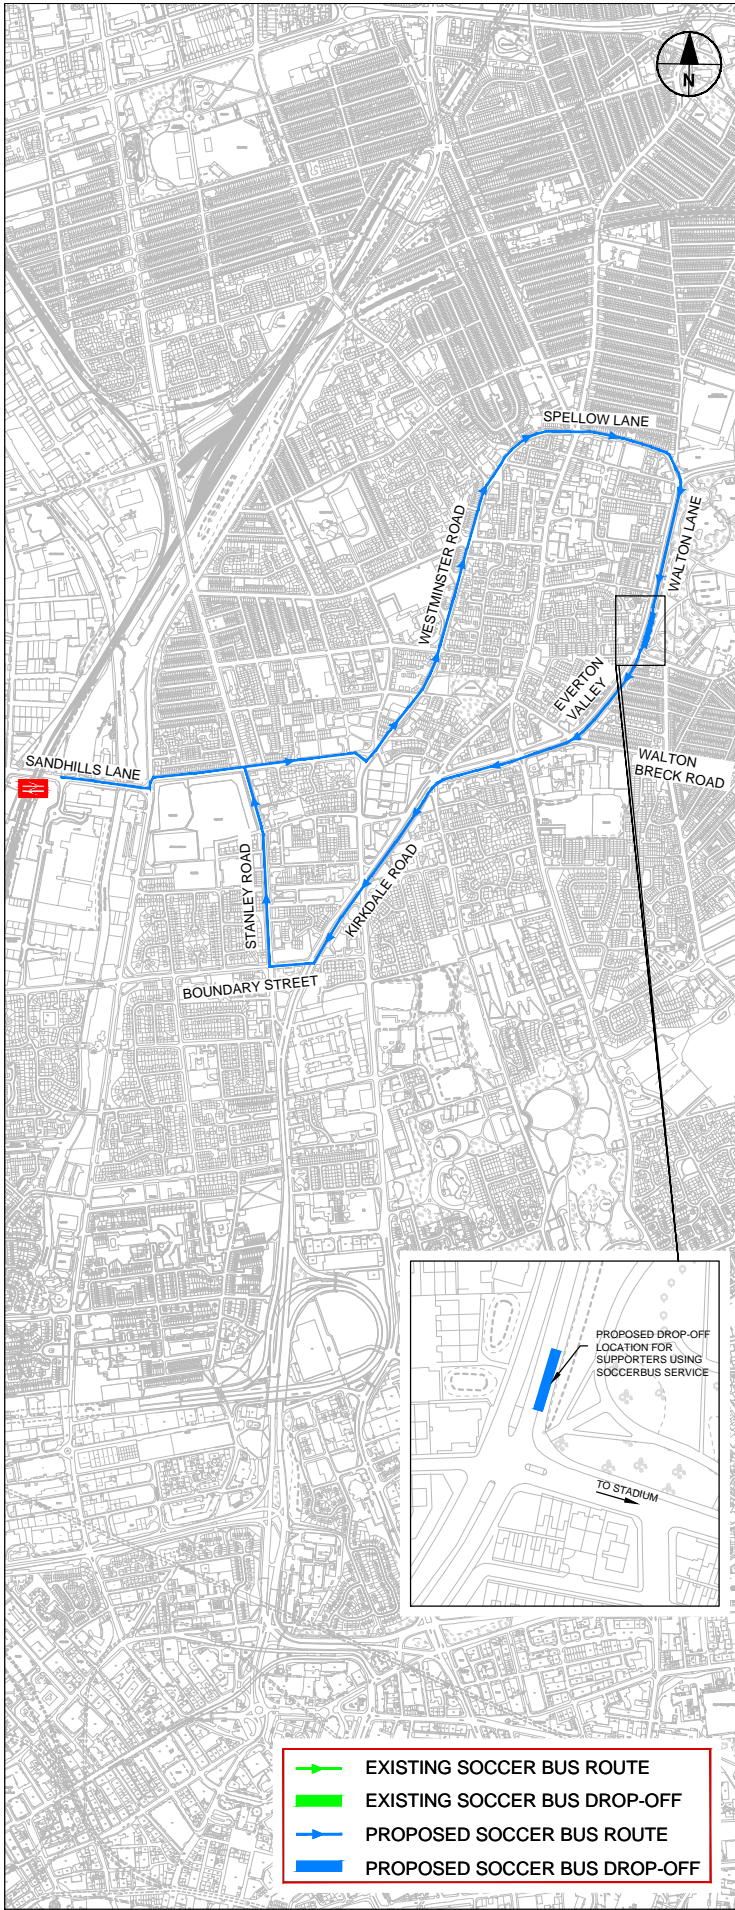 N
SPELLOW LANE
WESTMINSTER ROAD
WALTON LANE
EVERTON
VALLEY
WALTON
BRECK ROAD
SANDHILLS LANE
STANLEY ROAD
KIRKDALE ROAD
BOUNDARY STREET
PROPOSED DROP-OFF
LOCATION FOR
SUPPORTERS USING
SOCCERBUS SERVICE
TO STADIUM
EXISTING SOCCER BUS ROUTE
EXISTING SOCCER BUS DROP-OFF
PROPOSED SOCCER BUS ROUTE
PROPOSED SOCCER BUS DROP-OFF